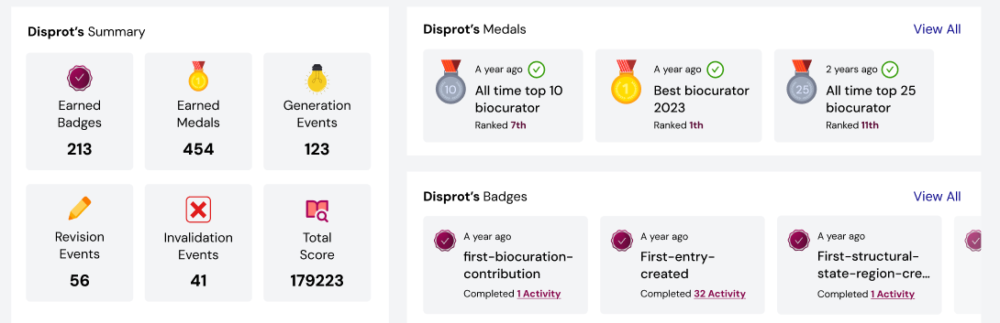 Disprot's Summary
Earned
Badges
213
Earned
Medals
454
Generation
Events
123
Revision
Events
56
Invalidation
Events
41
Total
Score
179223
Disprot's Medals
View All
10
A year ago
All time top 10
biocurator
Ranked 7th
1
A year ago
Best biocurator
2023
Ranked 1th
25
2 years ago
All time top 25
biocurator
Ranked 11th
Disprot's Badges
View All
A year ago
first-biocuration-
contribution
Completed 1 Activity
A year ago
First-entry-
created
Completed 32 Activity
A year ago
First-structural-
state-region-cre...
Completed 1 Activity